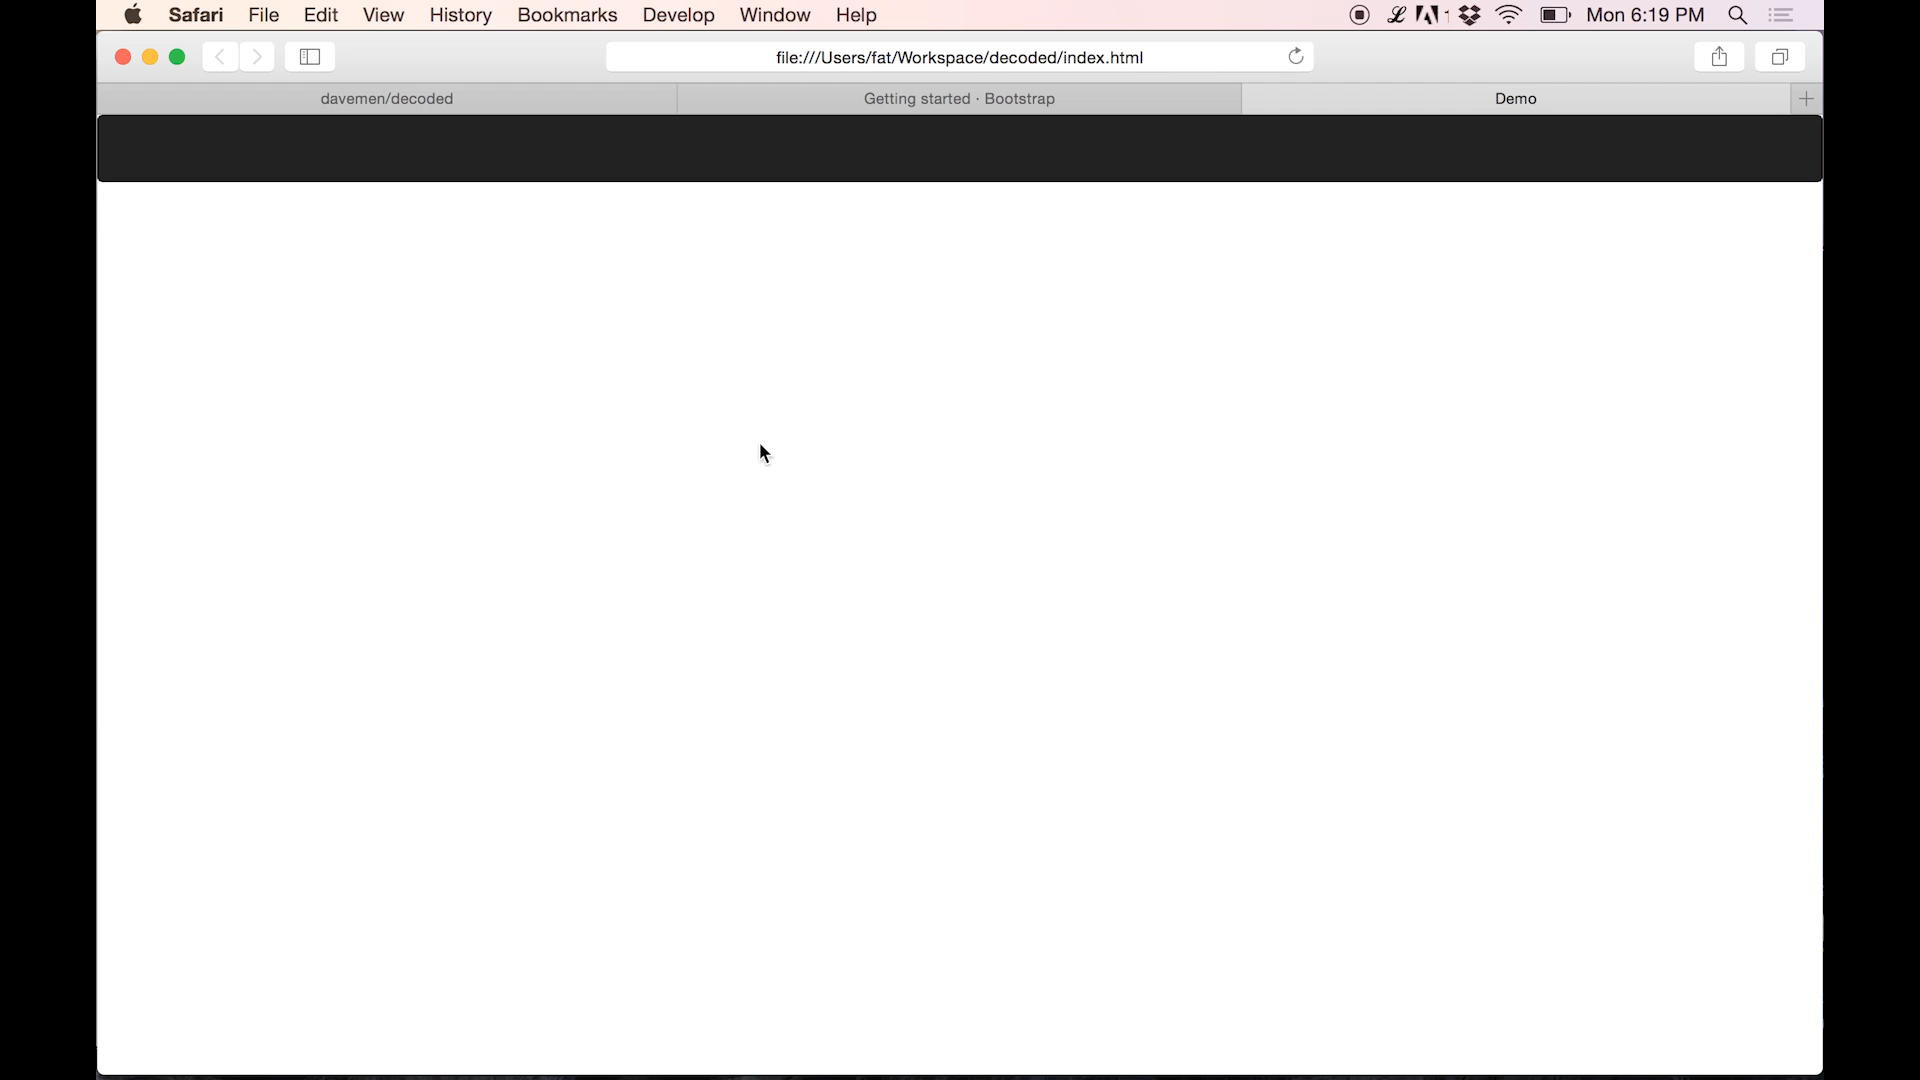 Safari File Edit View History Bookmarks Develop Window Help 1 Mon 6:19 PM
file:///Users/fat/Workspace/decoded/index.html
davemen/decoded Getting started · Bootstrap Demo